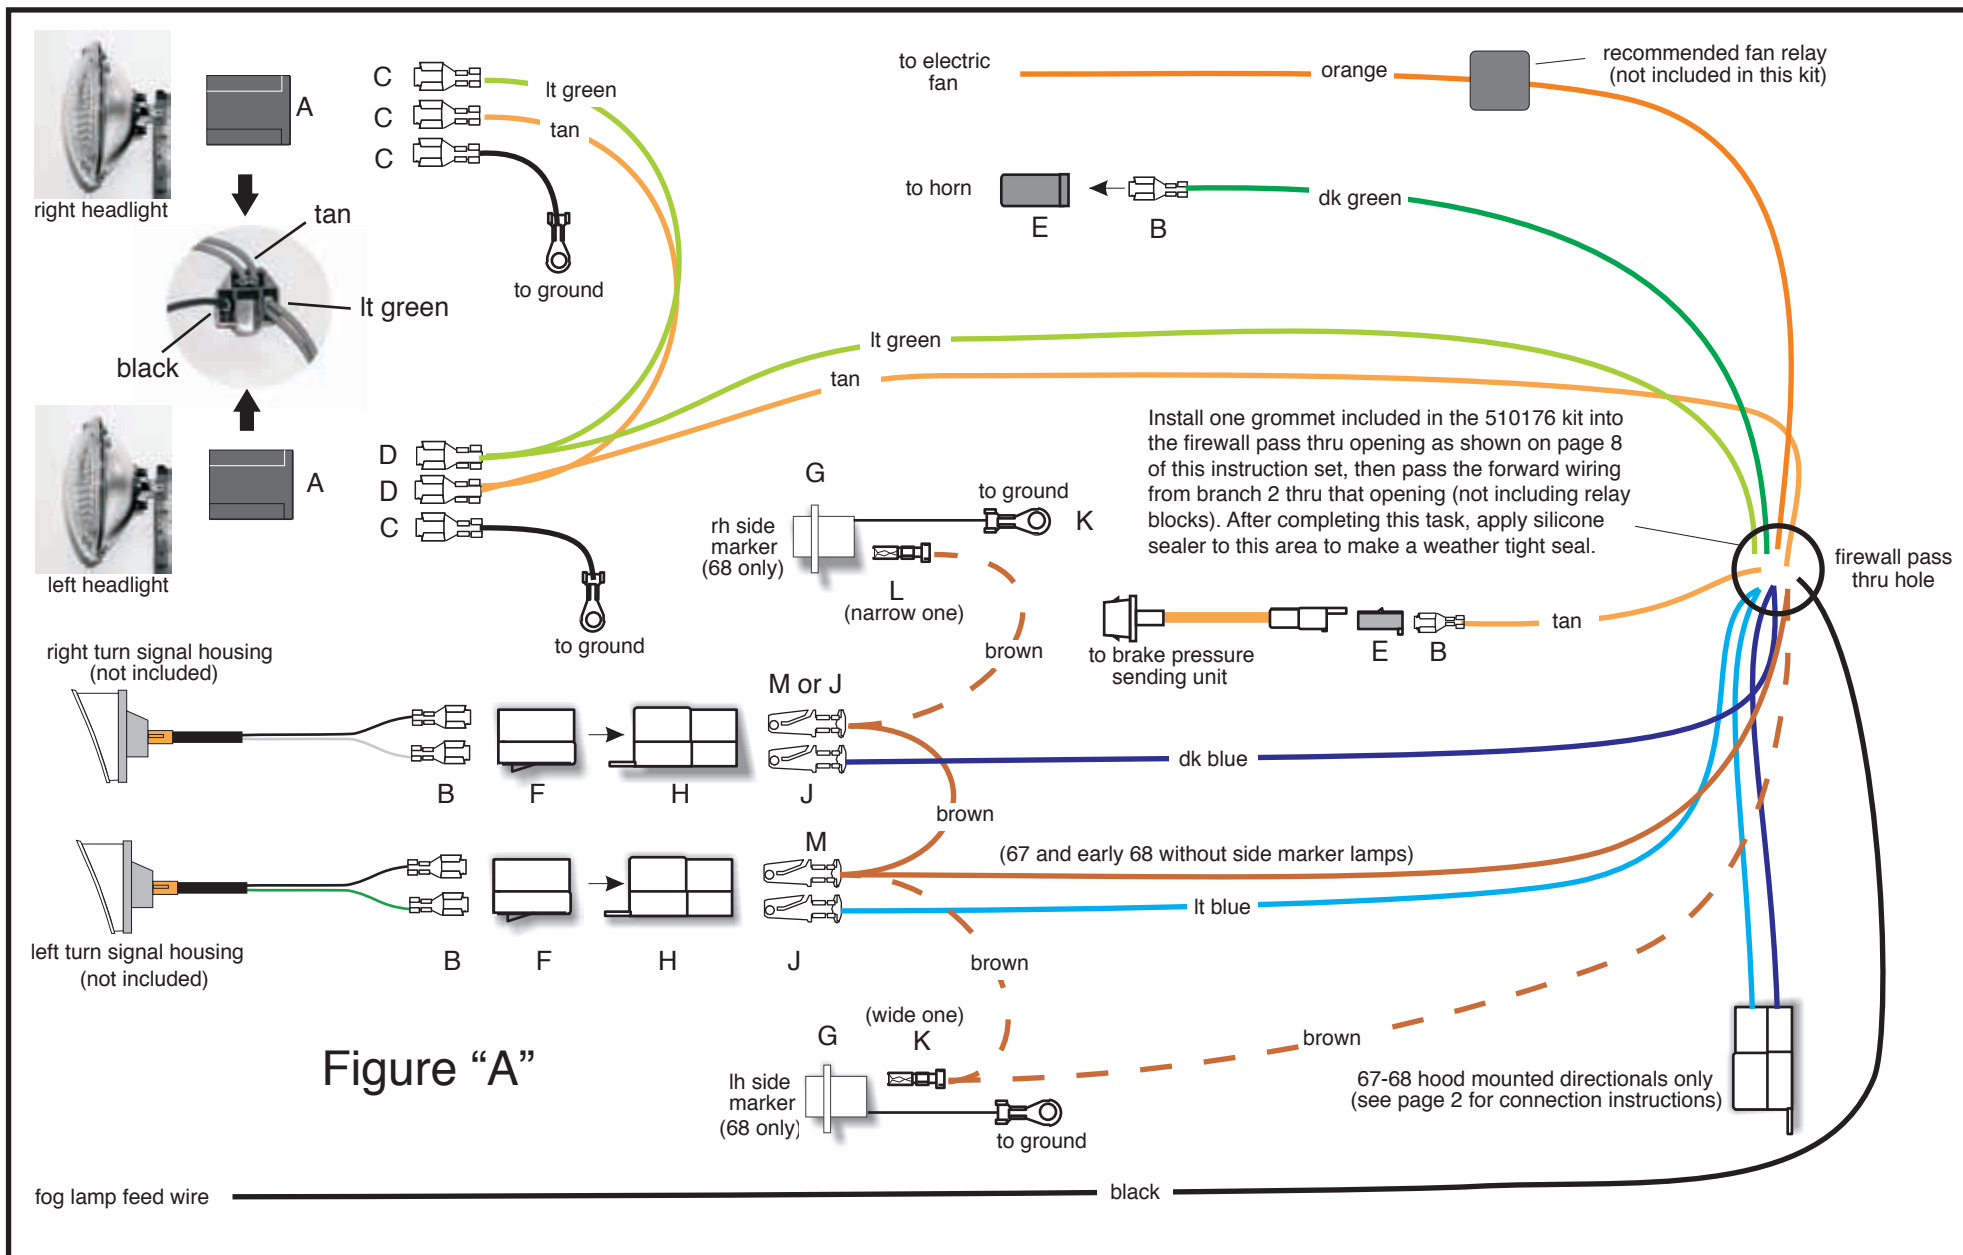 right headlight
A
tan
lt green
black
left headlight
A
C
C
C
lt green
tan
to ground
D
D
C
to ground
to electric
fan
orange
recommended fan relay
(not included in this kit)
to horn
E
B
dk green
lt green
tan
Install one grommet included in the 510176 kit into
the firewall pass thru opening as shown on page 8
of this instruction set, then pass the forward wiring
from branch 2 thru that opening (not including relay
blocks). After completing this task, apply silicone
sealer to this area to make a weather tight seal.
firewall pass
thru hole
G
to ground
K
rh side
marker
(68 only)
L
(narrow one)
brown
to brake pressure
sending unit
E
B
tan
right turn signal housing
(not included)
B
F
H
M or J
J
dk blue
brown
left turn signal housing
(not included)
B
F
H
M
J
(67 and early 68 without side marker lamps)
lt blue
brown
(wide one)
G
K
lh side
marker
(68 only)
to ground
brown
67-68 hood mounted directionals only
(see page 2 for connection instructions)
Figure “A”
fog lamp feed wire
black